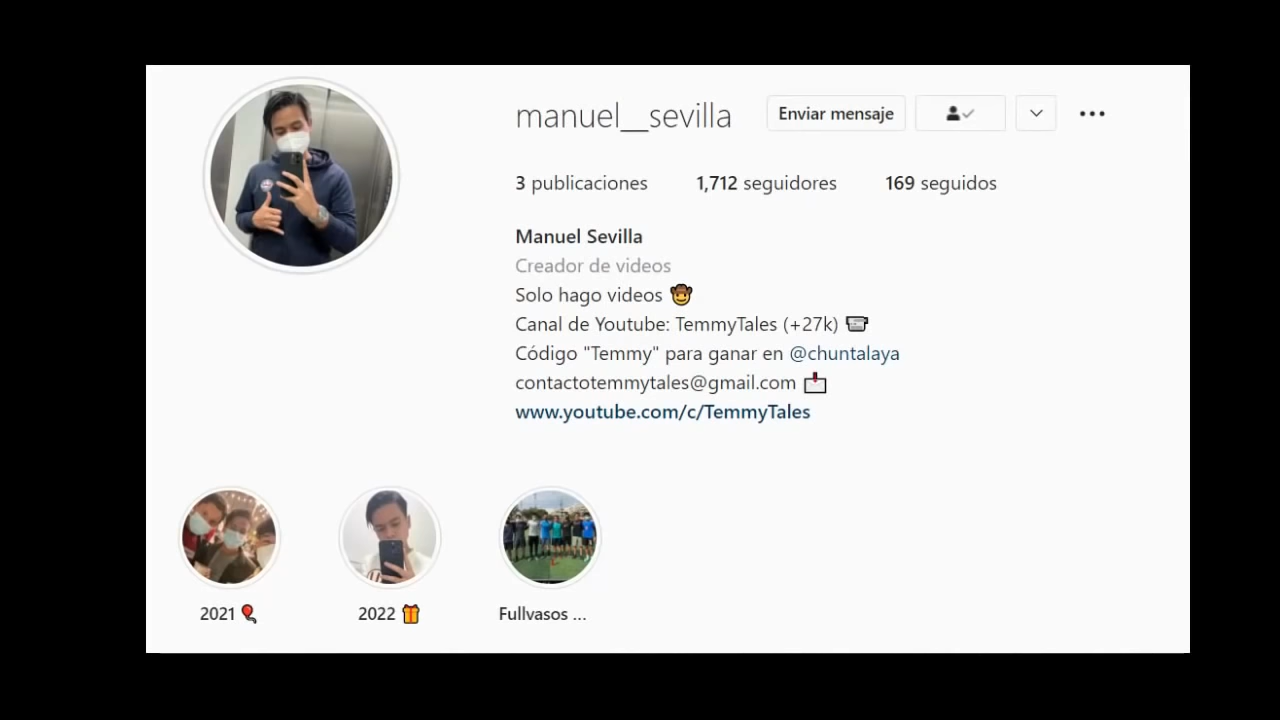 manuel__sevilla Enviar mensaje
3 publicaciones 1,712 seguidores 169 seguidos
Manuel Sevilla
Creador de videos
Solo hago videos 🤠
Canal de Youtube: TemmyTales (+27k)
Código "Temmy" para ganar en @chuntalaya
contactotemmytales@gmail.com 📩
www.youtube.com/c/TemmyTales
2021 🎈 2022 🎁 Fullvasos ...